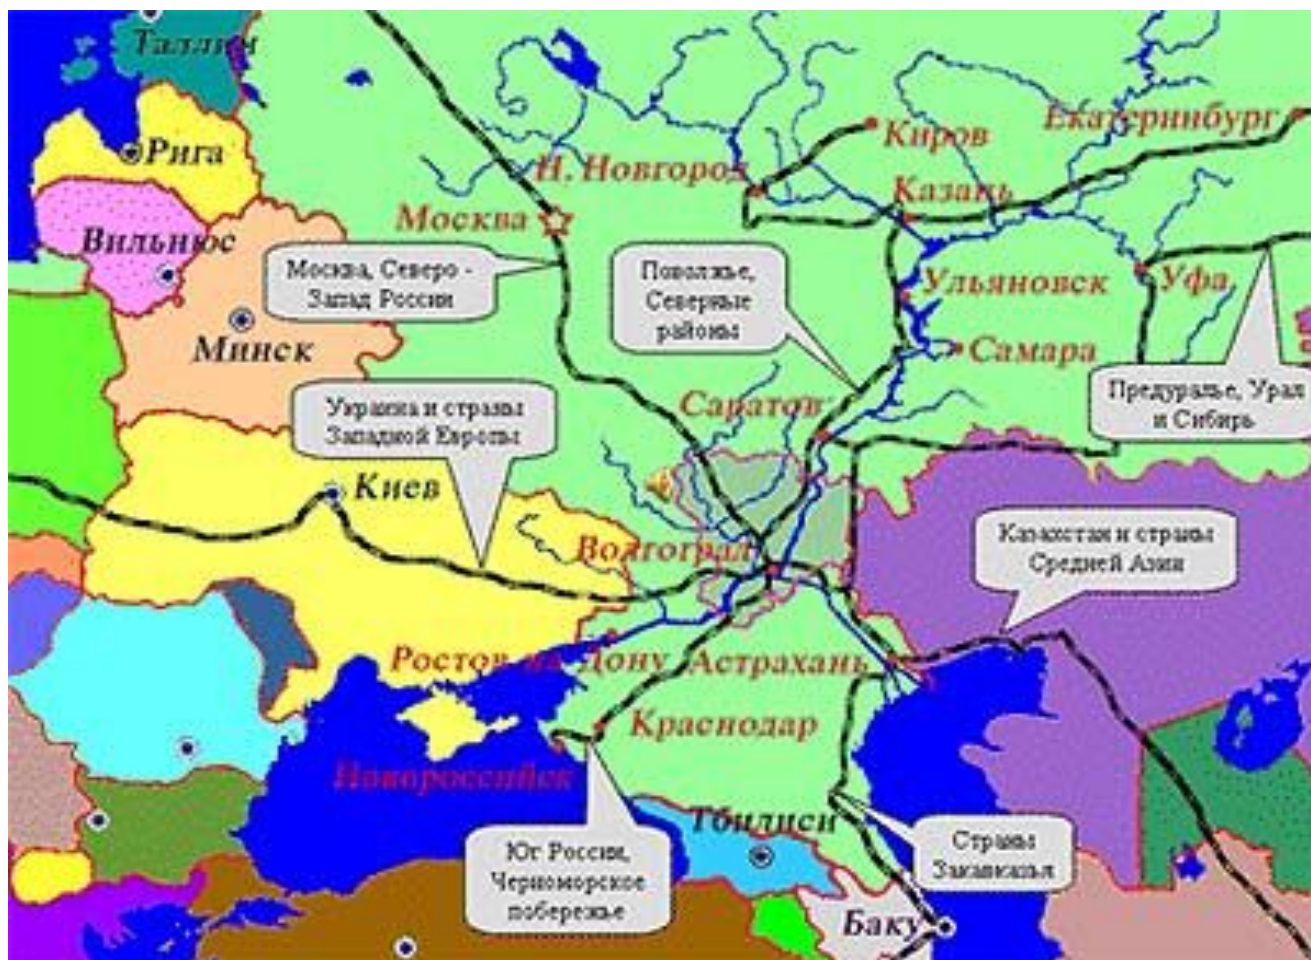 Таллин
Рига
Вильнюс
Минск
Москва
Н. Новгород
Киров
Екатеринбург
Казань
Ульяновск
Самара
Уфа
Москва, Северо -
Запад России
Поволжье,
Северные
районы
Предуралье, Урал
и Сибирь
Украина и страны
Западной Европы
Саратов
Киев
Волгоград
Казахстан и страны
Средней Азии
Ростов на Дону
Астрахань
Краснодар
Новороссийск
Тбилиси
Юг России,
Черноморское
побережье
Страны
Закавказья
Баку